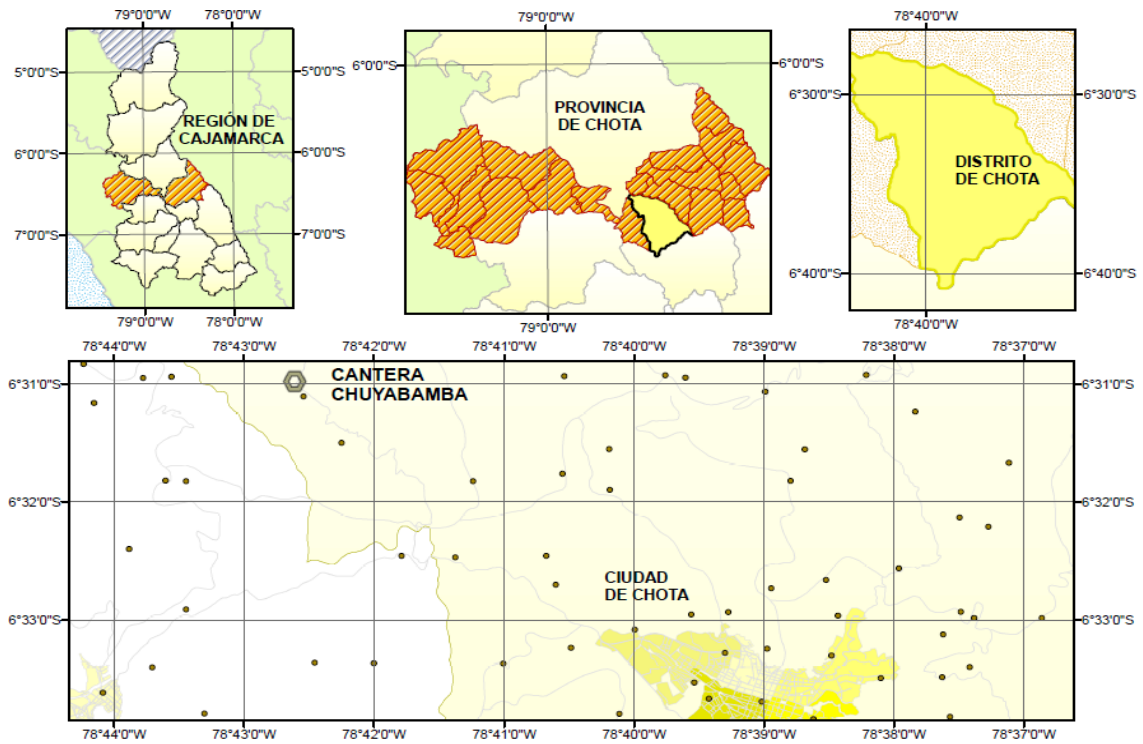 79°0'0"W 78°0'0"W
5°0'0"S 5°0'0"S
REGIÓN DE
CAJAMARCA
6°0'0"S 6°0'0"S
7°0'0"S 7°0'0"S
79°0'0"W 78°0'0"W
79°0'0"W
6°0'0"S 6°0'0"S
PROVINCIA
DE CHOTA
79°0'0"W
78°40'0"W
6°30'0"S 6°30'0"S
DISTRITO
DE CHOTA
6°40'0"S 6°40'0"S
78°40'0"W
78°44'0"W 78°43'0"W 78°42'0"W 78°41'0"W 78°40'0"W 78°39'0"W 78°38'0"W 78°37'0"W
6°31'0"S 6°31'0"S
CANTERA
CHUYABAMBA
6°32'0"S 6°32'0"S
CIUDAD
DE CHOTA
6°33'0"S 6°33'0"S
78°44'0"W 78°43'0"W 78°42'0"W 78°41'0"W 78°40'0"W 78°39'0"W 78°38'0"W 78°37'0"W